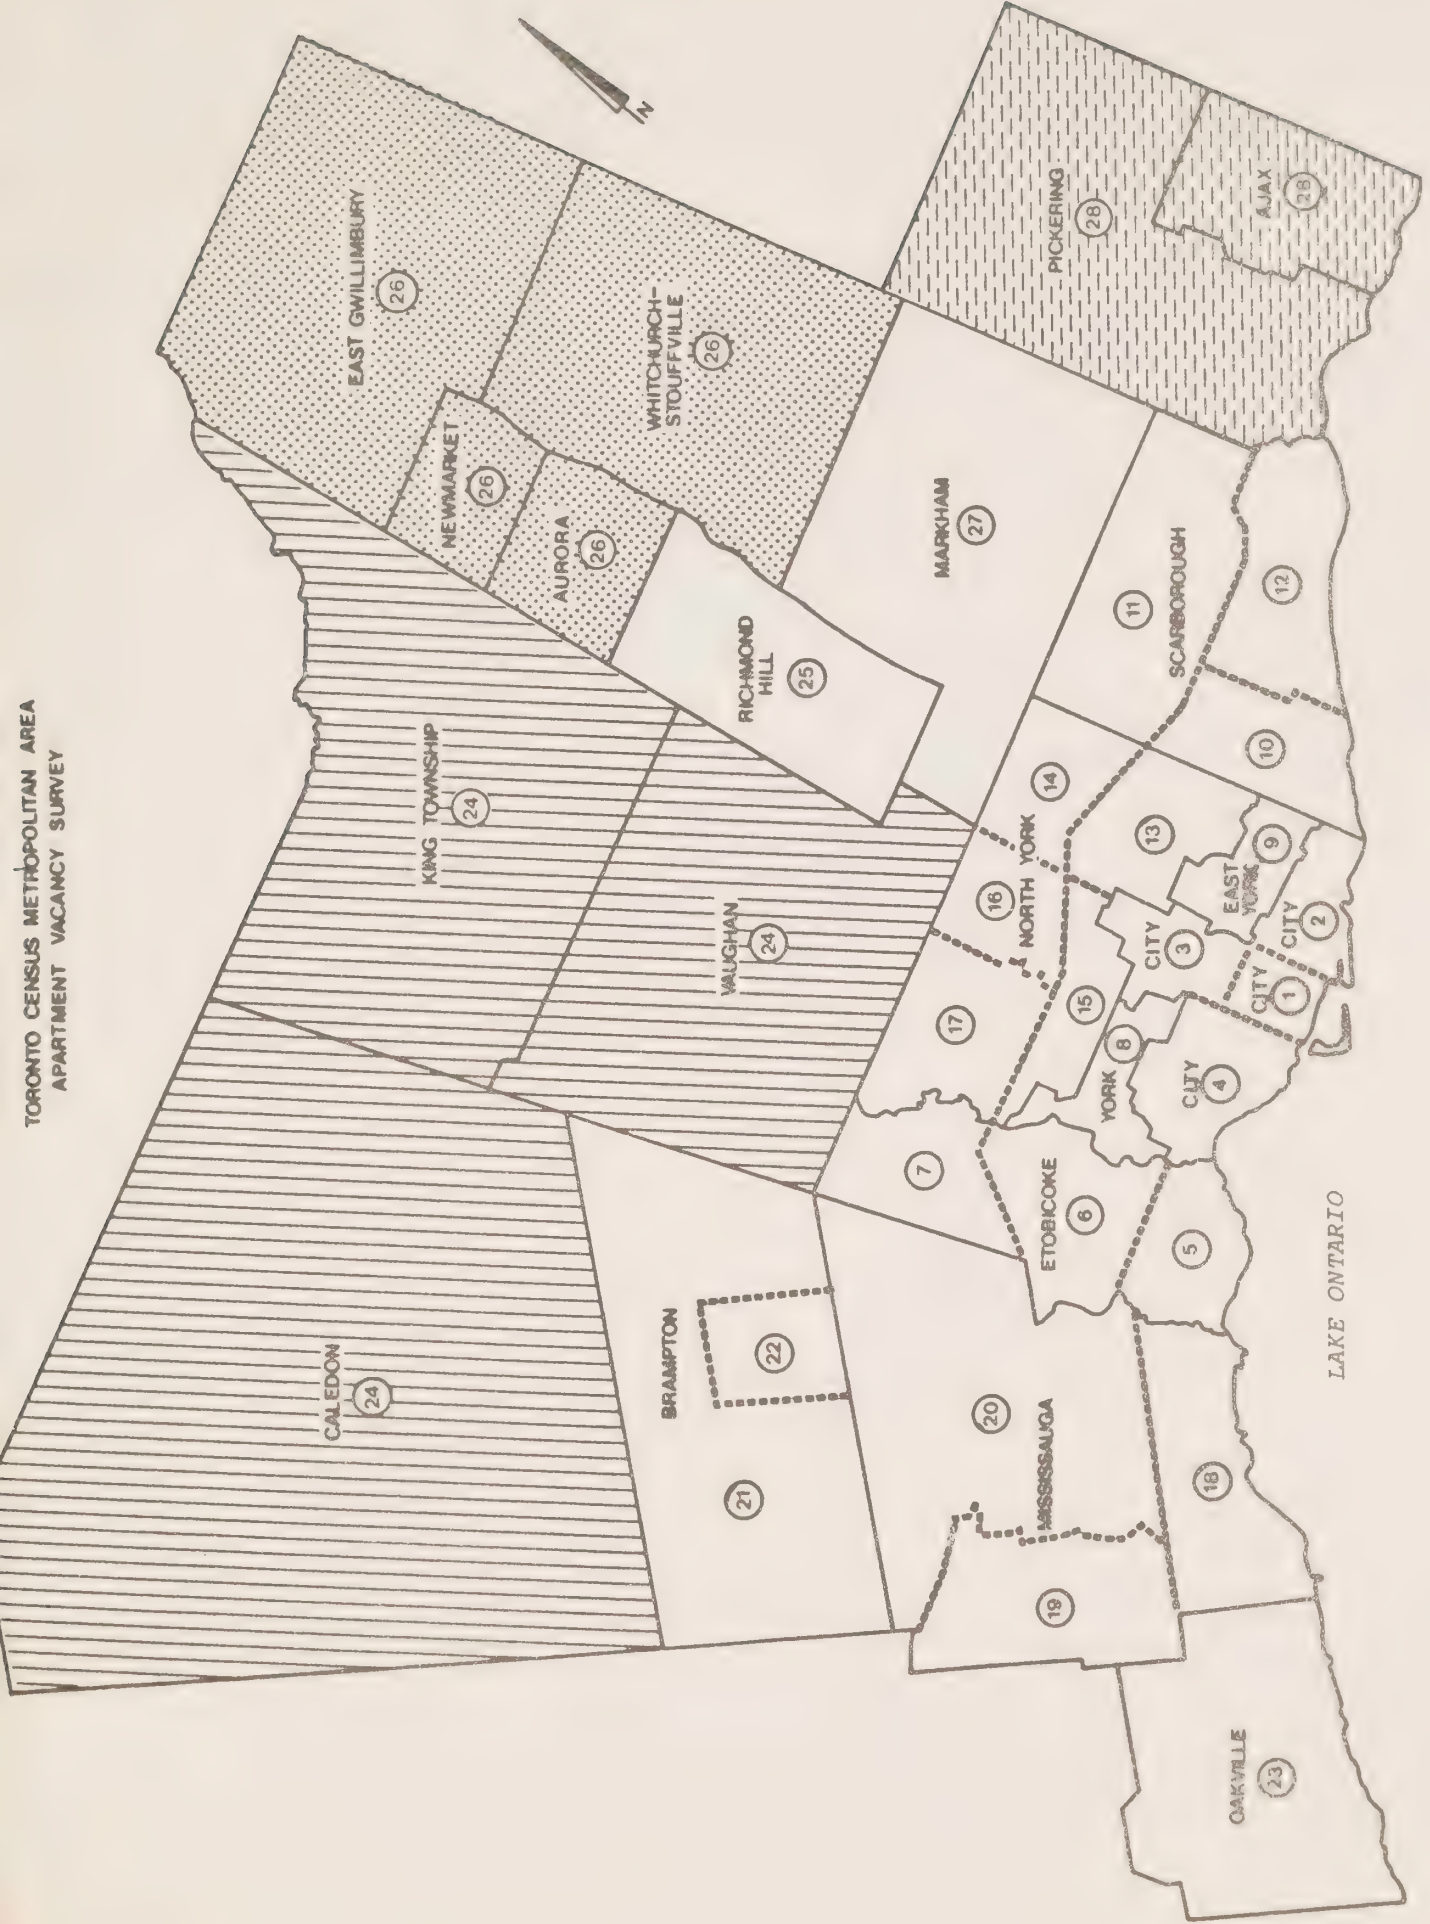 TORONTO CENSUS METROPOLITAN AREA
APARTMENT VACANCY SURVEY
N
EAST GWILLIMBURY
26
NEWMARKET
26
AURORA
26
WHITCHURCH-
STOUFFVILLE
26
KING TOWNSHIP
24
VAUGHAN
24
CALEDON
24
RICHMOND
HILL
25
MARKHAM
27
PICKERING
28
AJAX
28
BRAMPTON
21
22
MISSISSAUGA
20
19
18
OAKVILLE
23
ETOBICOKE
7
6
5
NORTH YORK
17
16
14
15
13
YORK
8
EAST
YORK
9
CITY
4
CITY
3
CITY
1
CITY
2
SCARBOROUGH
11
12
10
LAKE ONTARIO